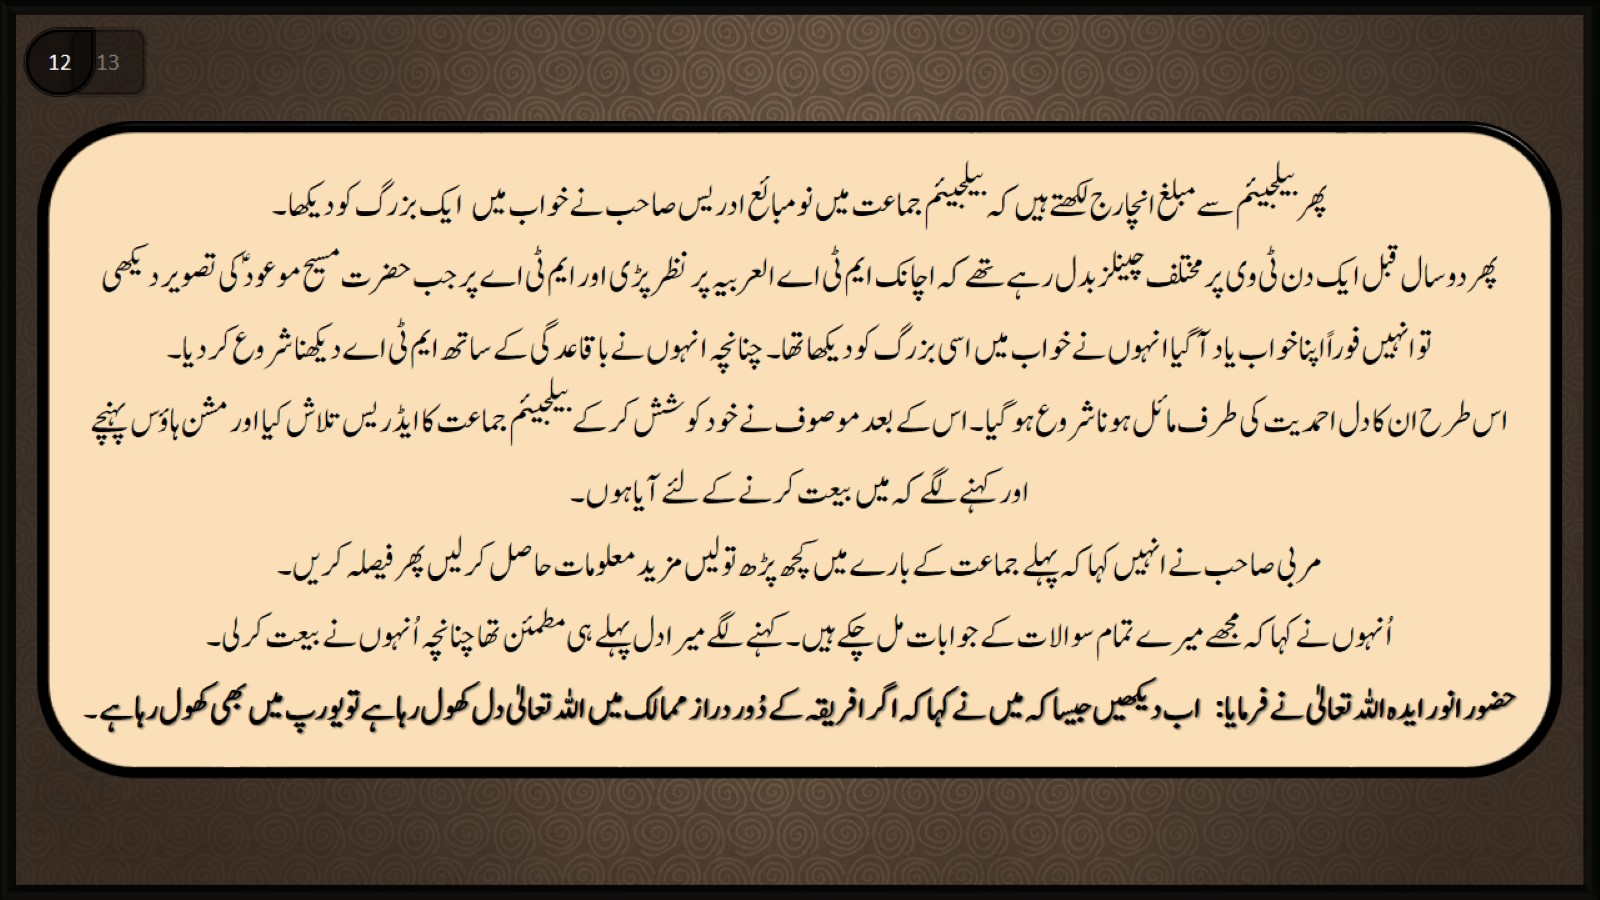 12 13
پھر بیلجیئم سے مبلغ انچارج لکھتے ہیں کہ بیلجیئم جماعت میں نومبائع ادریس صاحب نے خواب میں ایک بزرگ کو دیکھا۔
پھر دو سال قبل ایک دن ٹی وی پر مختلف چینلز بدل رہے تھے کہ اچانک ایم ٹی اے العربیہ پر نظر پڑی اور ایم ٹی اے پر جب حضرت مسیح موعودؑ کی تصویر دیکھی
تو انہیں فوراً اپنا خواب یاد آ گیا انہوں نے خواب میں اسی بزرگ کو دیکھا تھا۔ چنانچہ انہوں نے باقاعدگی کے ساتھ ایم ٹی اے دیکھنا شروع کر دیا۔
اس طرح ان کا دل احمدیت کی طرف مائل ہونا شروع ہو گیا۔ اس کے بعد موصوف نے خود کوشش کر کے بیلجیئم جماعت کا ایڈریس تلاش کیا اور مشن ہاؤس پہنچے
اور کہنے لگے کہ میں بیعت کرنے کے لئے آیا ہوں۔
مربی صاحب نے انہیں کہا کہ پہلے جماعت کے بارے میں کچھ پڑھ تو لیں مزید معلومات حاصل کر لیں پھر فیصلہ کریں۔
اُنہوں نے کہا کہ مجھے میرے تمام سوالات کے جوابات مل چکے ہیں۔ کہنے لگے میرا دل پہلے ہی مطمئن تھا چنانچہ اُنہوں نے بیعت کر لی۔
حضور انور ایدہ اللہ تعالیٰ نے فرمایا: اب دیکھیں جیسا کہ میں نے کہا کہ اگر افریقہ کے دُور دراز ممالک میں اللہ تعالیٰ دل کھول رہا ہے تو یورپ میں بھی کھول رہا ہے۔